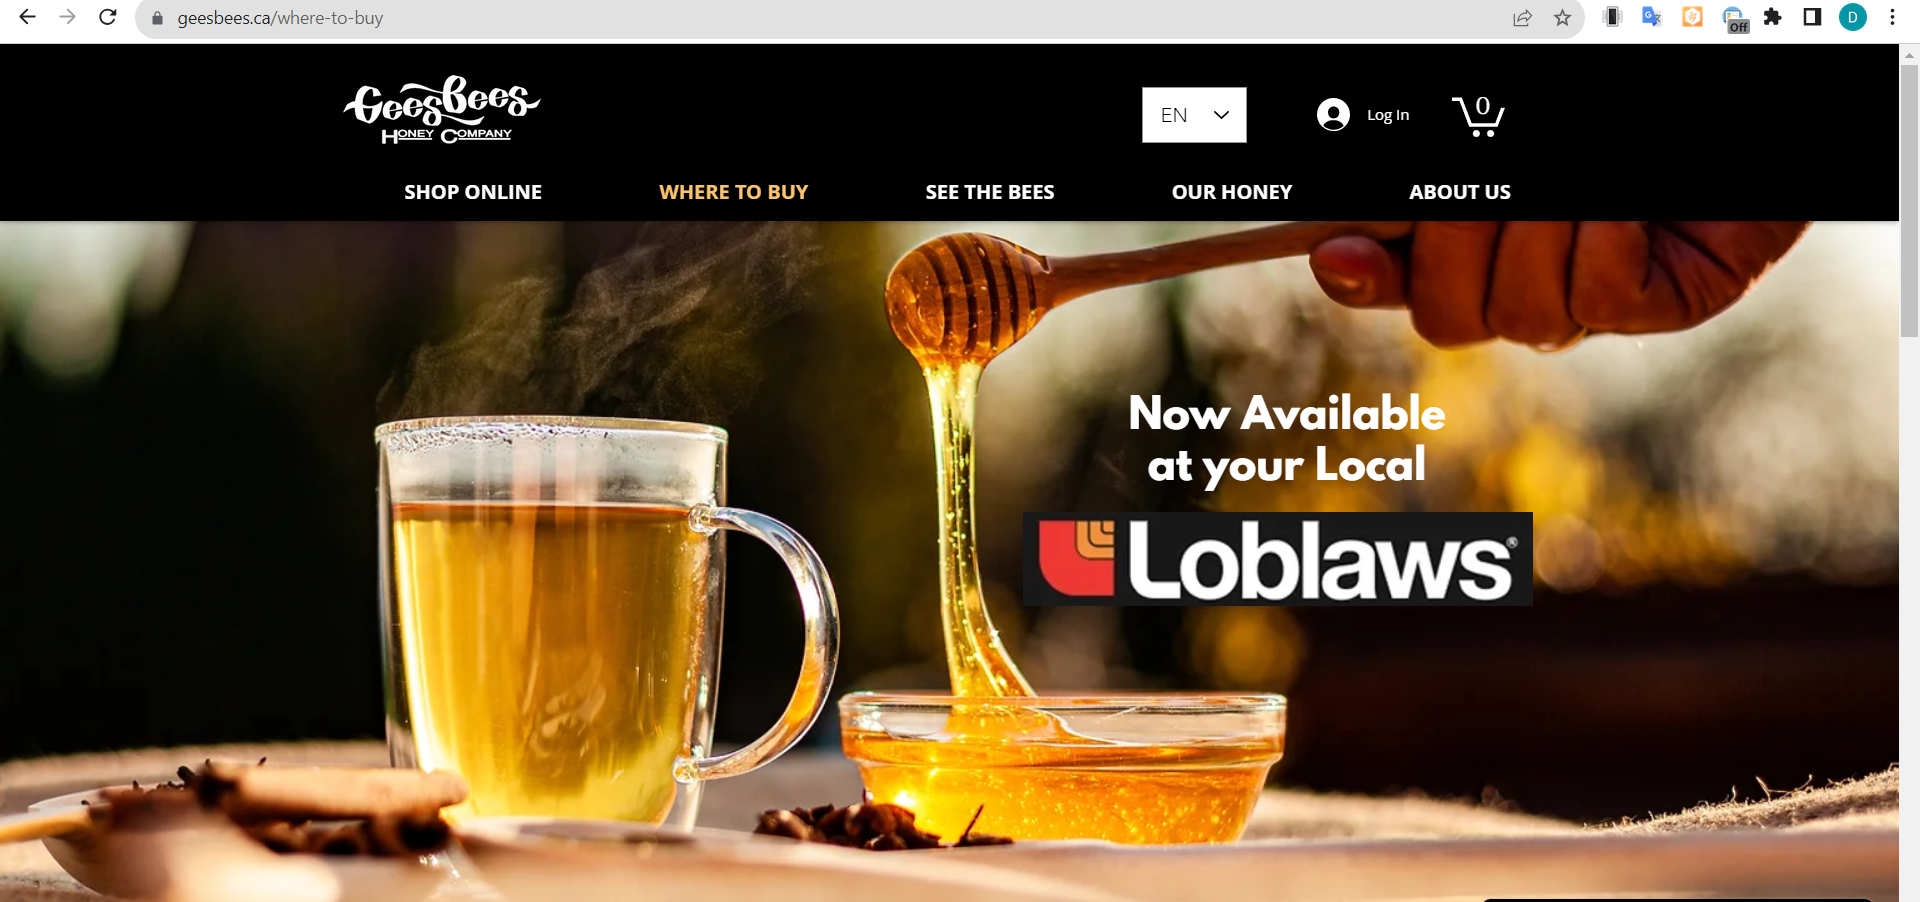 geesbees.ca/where-to-buy
Off
D
GeesBees
HONEY COMPANY
EN
Log In
0
SHOP ONLINE
WHERE TO BUY
SEE THE BEES
OUR HONEY
ABOUT US
Now Available
at your Local
Loblaws®